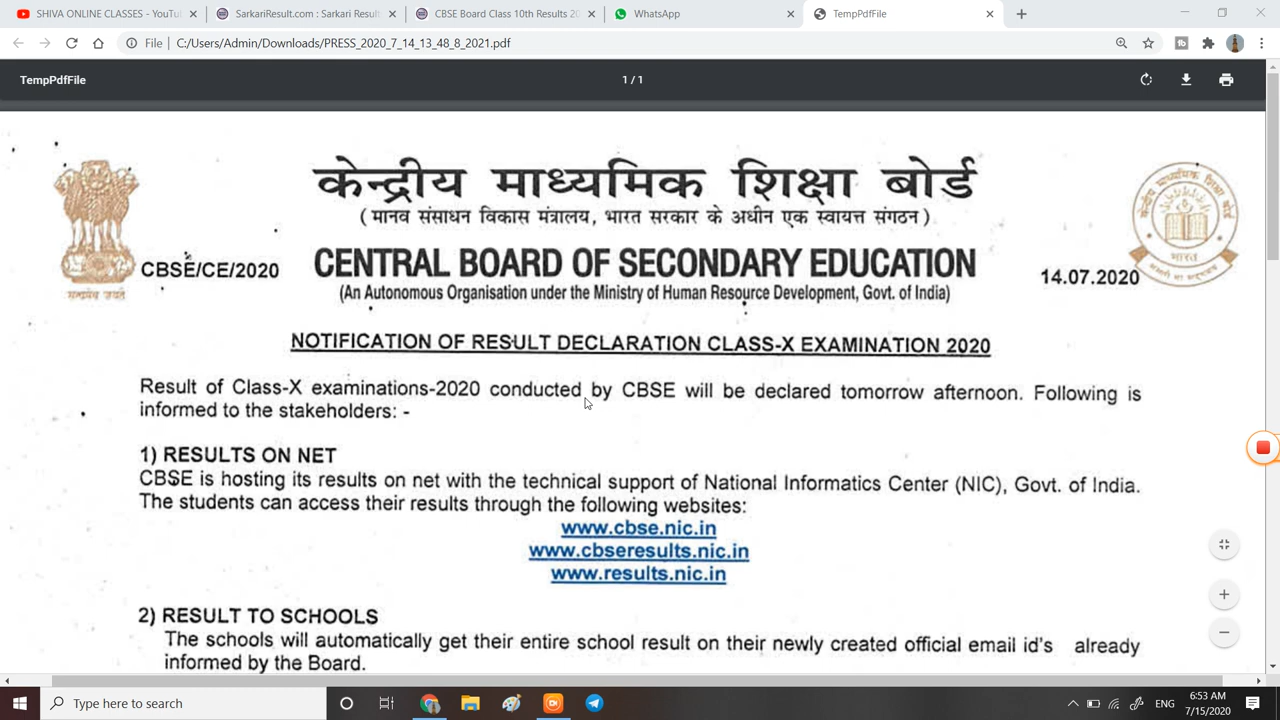 SHIVA ONLINE CLASSES - YouTu
SarkariResult.com : Sarkari Resul
CBSE Board Class 10th Results 20
WhatsApp
TempPdfFile
File
C:/Users/Admin/Downloads/PRESS_2020_7_14_13_48_8_2021.pdf
TempPdfFile
1 / 1
केन्द्रीय माध्यमिक शिक्षा बोर्ड
(मानव संसाधन विकास मंत्रालय, भारत सरकार के अधीन एक स्वायत्त संगठन)
CENTRAL BOARD OF SECONDARY EDUCATION
(An Autonomous Organisation under the Ministry of Human Resource Development, Govt. of India)
CBSE/CE/2020
14.07.2020
सत्यमेव जयते
केन्द्रीय माध्यमिक शिक्षा बोर्ड
भारत
NOTIFICATION OF RESULT DECLARATION CLASS-X EXAMINATION 2020
Result of Class-X examinations-2020 conducted by CBSE will be declared tomorrow afternoon. Following is
informed to the stakeholders: -
1) RESULTS ON NET
CBSE is hosting its results on net with the technical support of National Informatics Center (NIC), Govt. of India.
The students can access their results through the following websites:
www.cbse.nic.in
www.cbseresults.nic.in
www.results.nic.in
2) RESULT TO SCHOOLS
The schools will automatically get their entire school result on their newly created official email id's already
informed by the Board.
Type here to search
ENG
6:53 AM
7/15/2020